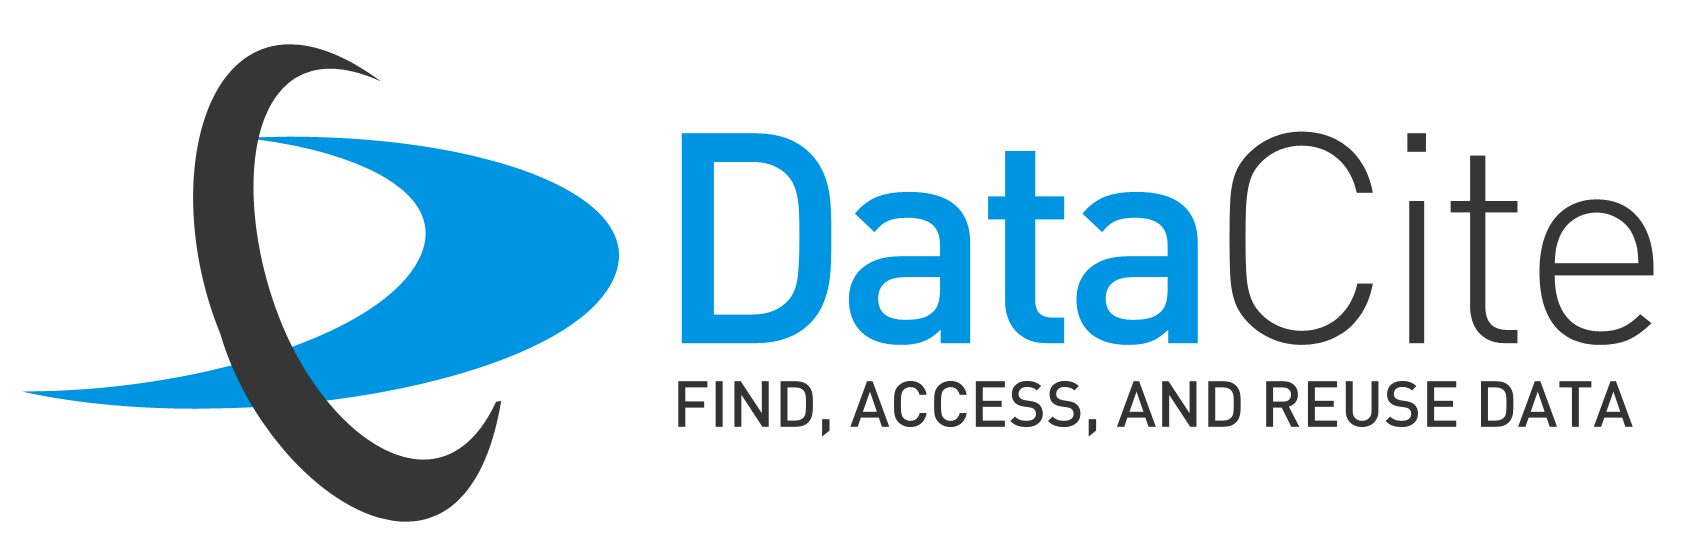 DataCite
FIND, ACCESS, AND REUSE DATA